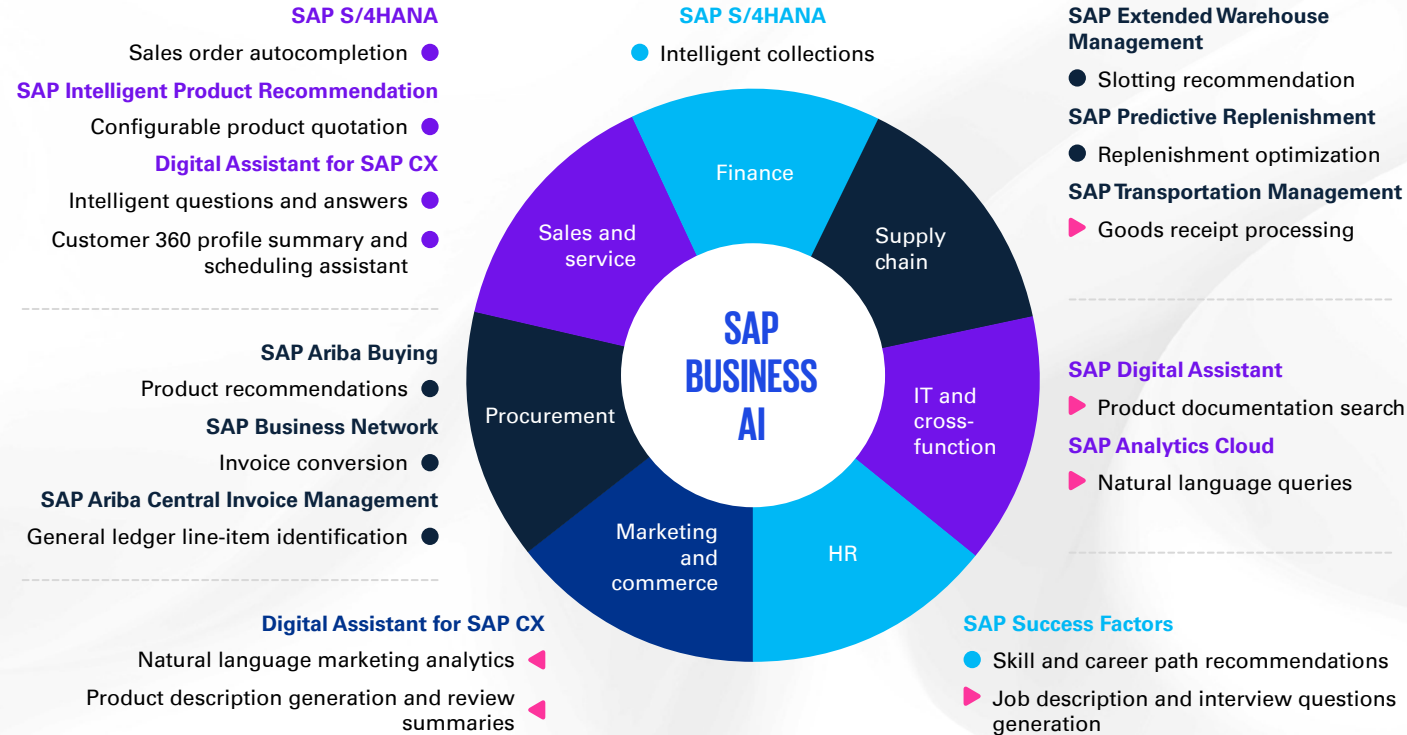 SAP S/4HANA
Sales order autocompletion
SAP Intelligent Product Recommendation
Configurable product quotation
Digital Assistant for SAP CX
Intelligent questions and answers
Customer 360 profile summary and
scheduling assistant
SAP Ariba Buying
Product recommendations
SAP Business Network
Invoice conversion
SAP Ariba Central Invoice Management
General ledger line-item identification
Digital Assistant for SAP CX
Natural language marketing analytics
Product description generation and review
summaries
SAP S/4HANA
Intelligent collections
Finance
Sales and
service
Supply
chain
Procurement
IT and
cross-
function
Marketing
and
commerce
HR
SAP
BUSINESS
AI
SAP Extended Warehouse
Management
Slotting recommendation
SAP Predictive Replenishment
Replenishment optimization
SAP Transportation Management
Goods receipt processing
SAP Digital Assistant
Product documentation search
SAP Analytics Cloud
Natural language queries
SAP Success Factors
Skill and career path recommendations
Job description and interview questions
generation